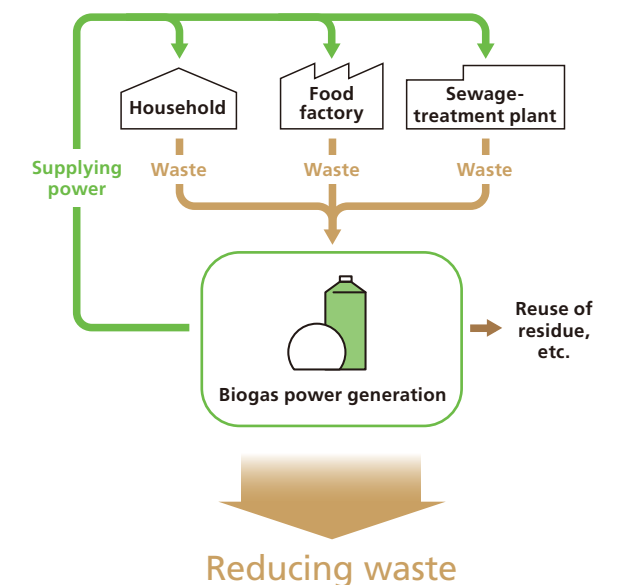 Household
Food
factory
Sewage-
treatment plant
Supplying
power
Waste
Waste
Waste
Reuse of
residue,
etc.
Biogas power generation
Reducing waste